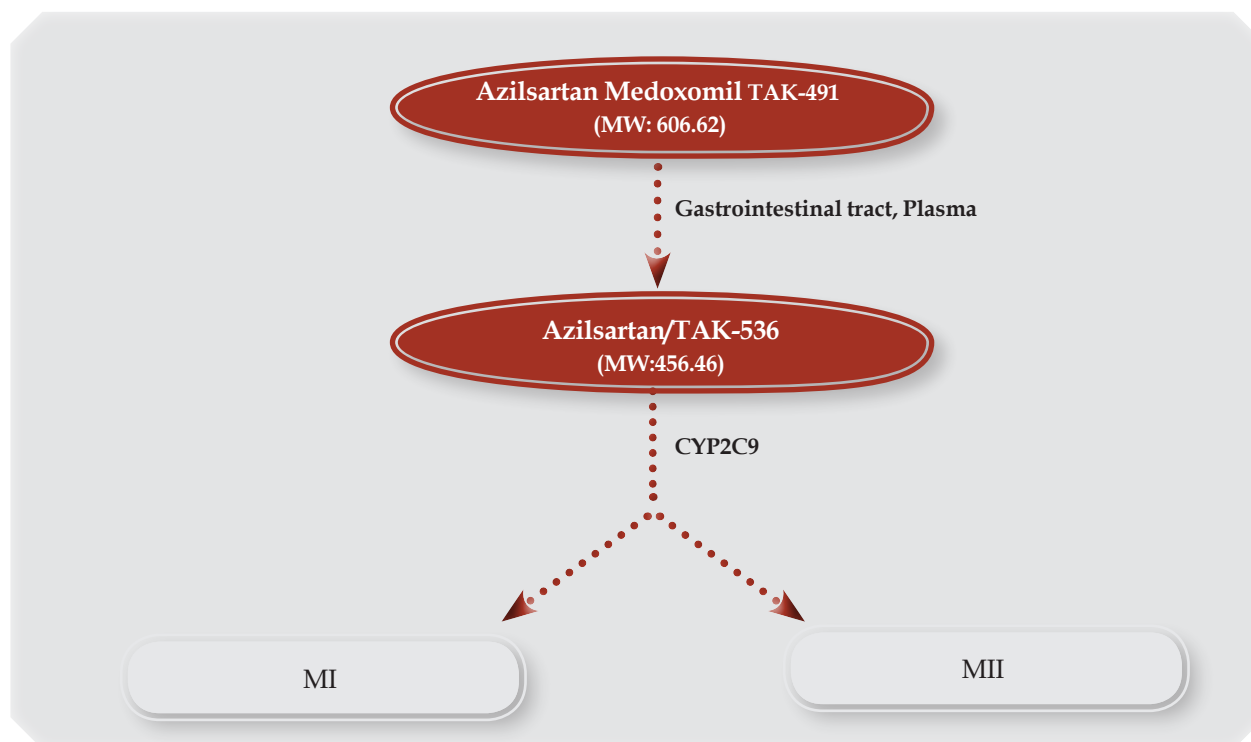 Azilsartan Medoxomil TAK-491
(MW: 606.62)
Gastrointestinal tract, Plasma
Azilsartan/TAK-536
(MW:456.46)
CYP2C9
MI
MII